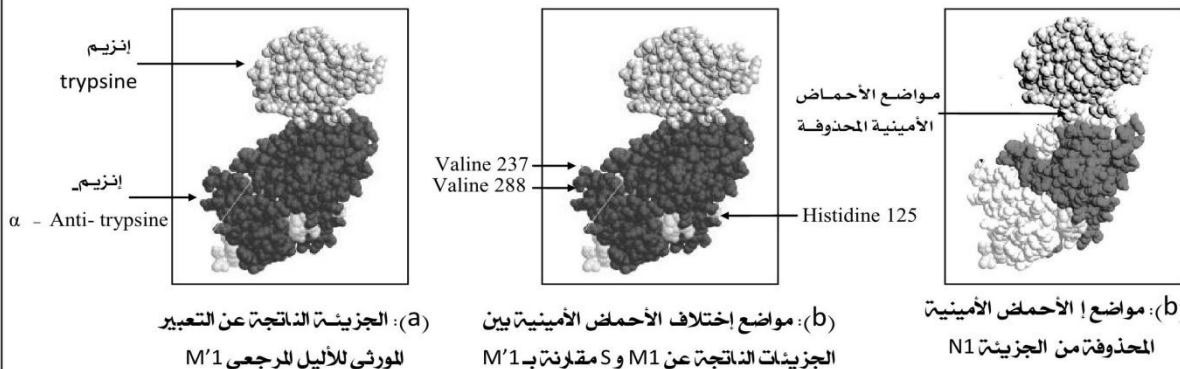 إنزيم
trypsine
إنزيم_
α - Anti- trypsine
(a): الجزيئة الناتجة عن التعبير
المورثي للأليل المرجعي M'1
Valine 237
Valine 288
Histidine 125
(b): مواضع إختلاف الأحماض الأمينية بين
الجزيئات الناتجة عن M1 و S مقارنة بـ M'1
مواضع الأحماض
الأمينية المحذوفة
(b): مواضع إ الأحماض الأمينية
المحذوفة من الجزيئة N1